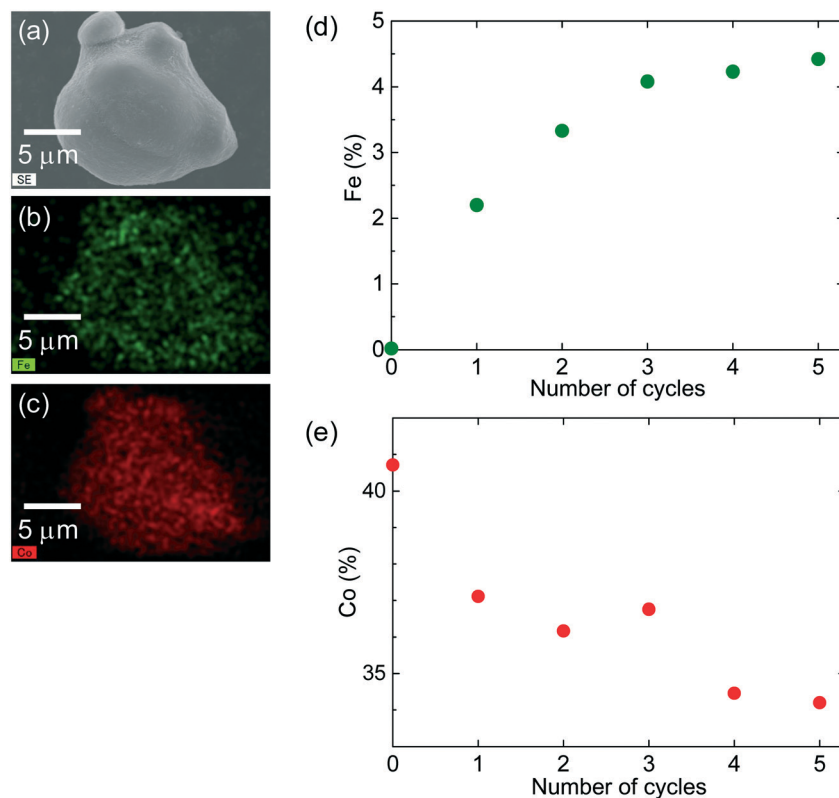 (a)
5 μm
SE
(b)
5 μm
Fe
(c)
5 μm
Co
(d)
Fe (%)
5
4
3
2
1
0
0 1 2 3 4 5
Number of cycles
(e)
Co (%)
40
35
0 1 2 3 4 5
Number of cycles